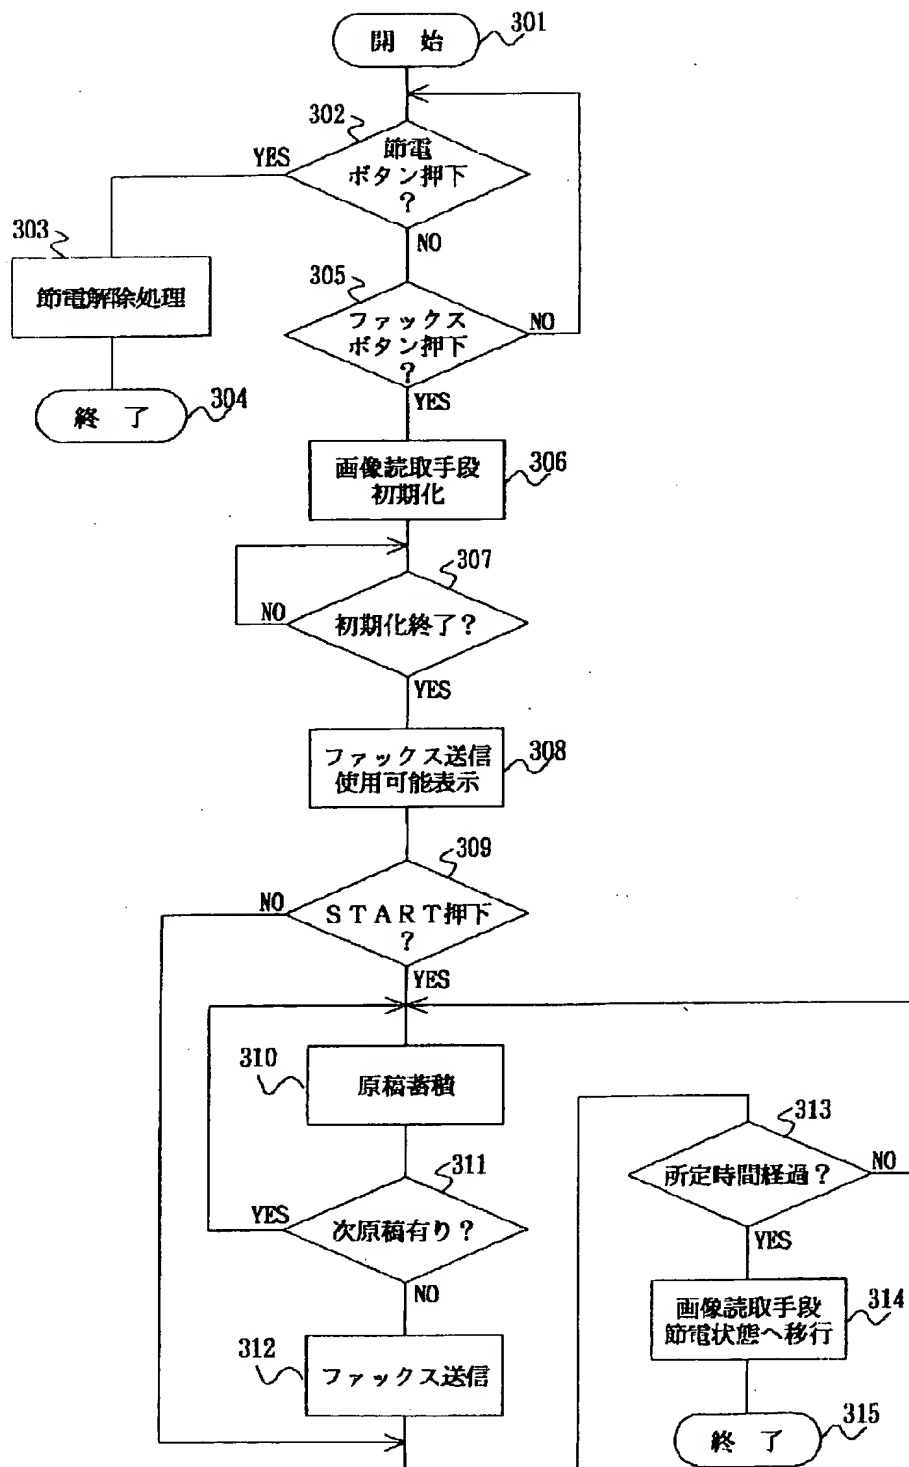 開 始
301
302
YES
節電
ボタン押下
?
NO
303
節電解除処理
305
ファックス
ボタン押下
?
NO
YES
終 了
304
画像読取手段
初期化
306
307
NO
初期化終了?
YES
ファックス送信
使用可能表示
308
309
NO
START押下
?
YES
310
原稿蓄積
311
YES
次原稿有り?
NO
312
ファックス送信
313
所定時間経過?
NO
YES
画像読取手段
節電状態へ移行
314
終 了
315